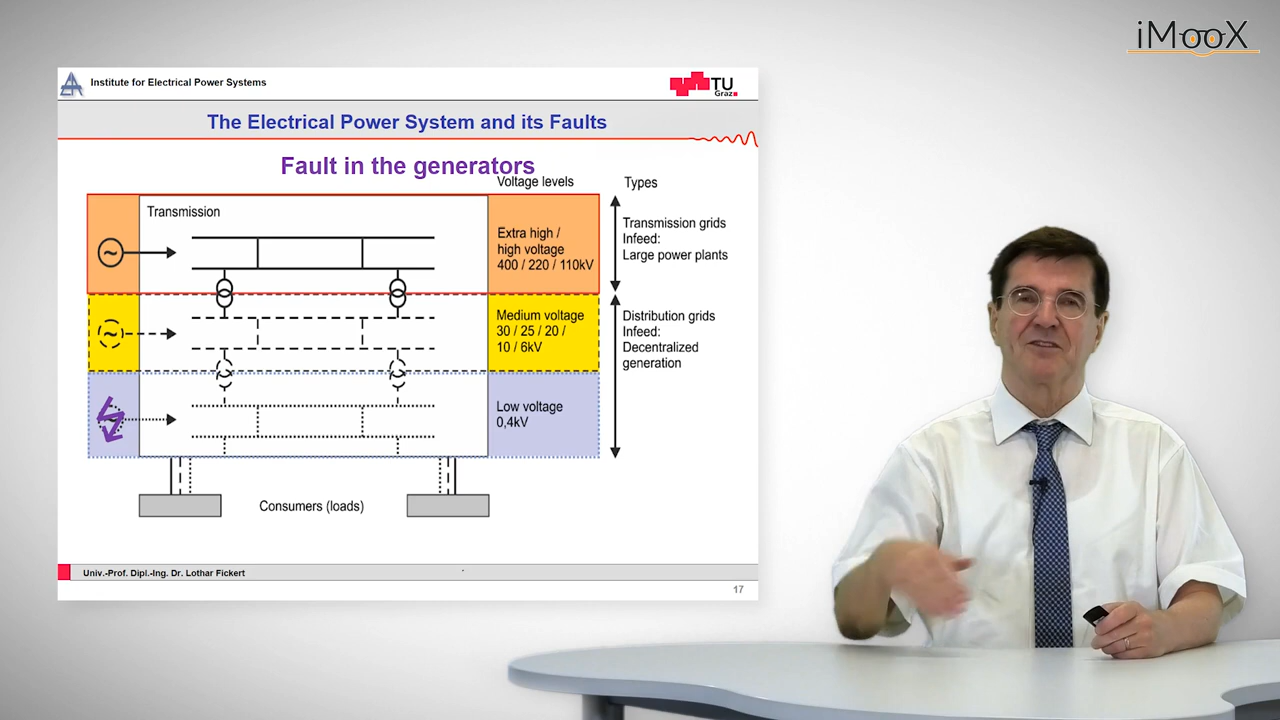 iMooX
Institute for Electrical Power Systems
TU
Graz
The Electrical Power System and its Faults
Fault in the generators
Voltage levels
Types
Transmission
~
Extra high /
high voltage
400 / 220 / 110kV
Transmission grids
Infeed:
Large power plants
~
Medium voltage
30 / 25 / 20 /
10 / 6kV
Distribution grids
Infeed:
Decentralized
generation
Low voltage
0,4kV
Consumers (loads)
Univ.-Prof. Dipl.-Ing. Dr. Lothar Fickert
17